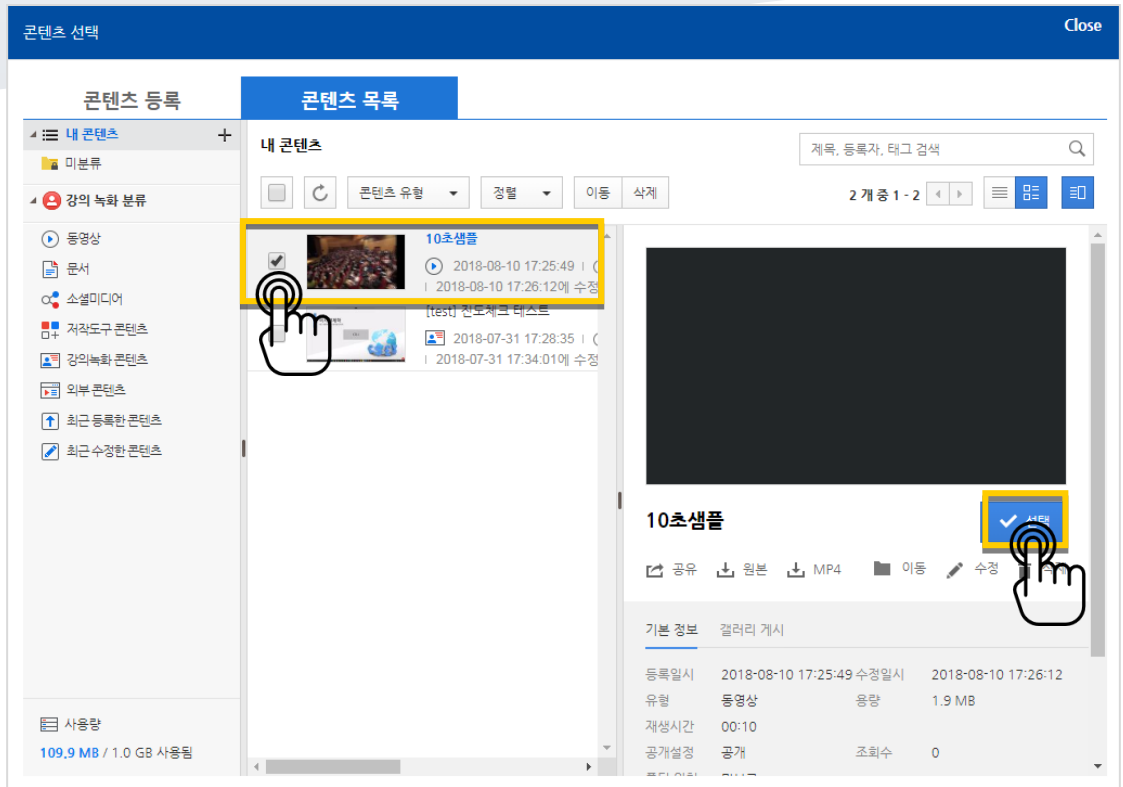 콘텐츠 선택
Close
콘텐츠 등록
콘텐츠 목록
내 콘텐츠
미분류
강의 녹화 분류
동영상
문서
소셜미디어
저작도구 콘텐츠
강의녹화 콘텐츠
외부 콘텐츠
최근 등록한 콘텐츠
최근 수정한 콘텐츠
사용량
109.9 MB / 1.0 GB 사용됨
내 콘텐츠
제목, 등록자, 태그 검색
콘텐츠 유형
정렬
이동
삭제
2 개 중 1 - 2
10초샘플
2018-08-10 17:25:49
2018-08-10 17:26:12에 수정
[test] 진도체크 테스트
2018-07-31 17:28:35
2018-07-31 17:34:01에 수정
10초샘플
선택
공유 원본 MP4 이동 수정
기본 정보 갤러리 게시
등록일시 2018-08-10 17:25:49 수정일시 2018-08-10 17:26:12
유형 동영상 용량 1.9 MB
재생시간 00:10
공개설정 공개 조회수 0